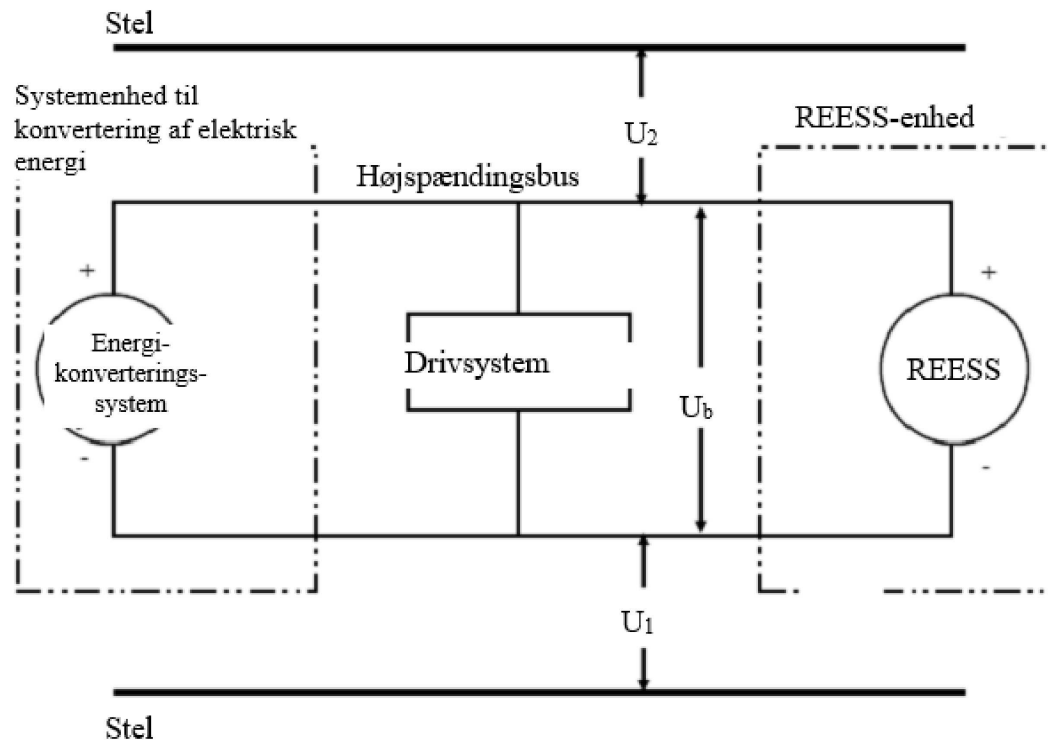 Stel
Systemenhed til
konvertering af elektrisk
energi
U2
REESS-enhed
Højspændingsbus
+
+
Energi-
konverterings-
system
Drivsystem
REESS
Ub
-
-
U1
Stel